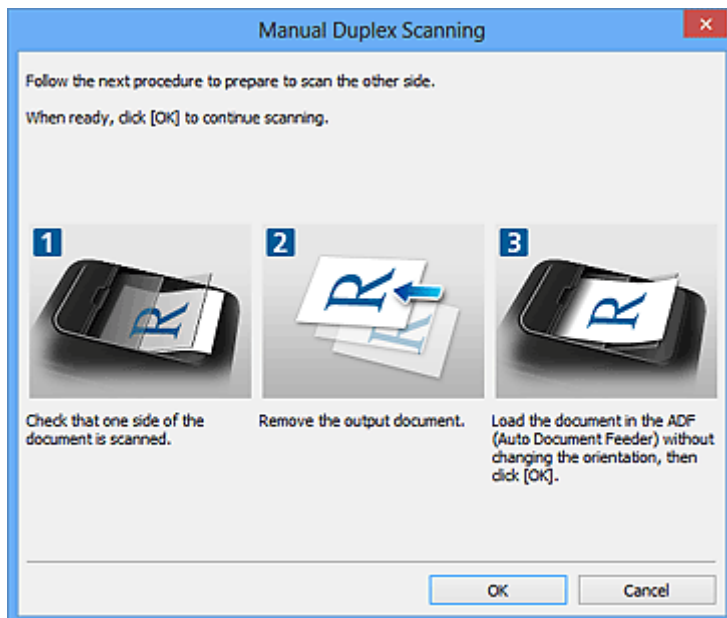 Manual Duplex Scanning
x
Follow the next procedure to prepare to scan the other side.
When ready, click [OK] to continue scanning.
1
2
3
R
R
R
R
Check that one side of the
document is scanned.
Remove the output document.
Load the document in the ADF
(Auto Document Feeder) without
changing the orientation, then
click [OK].
OK
Cancel